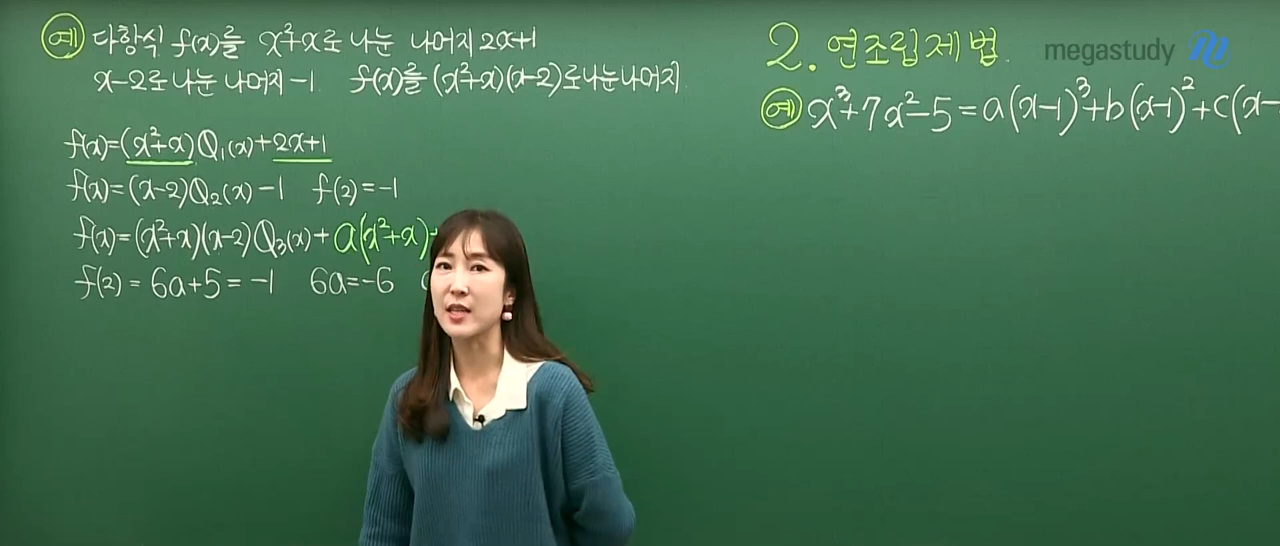 예 다항식 f(x)를 x²+x로 나눈 나머지 2x+1
x-2로 나눈 나머지 -1 f(x)를 (x²+x)(x-2)로 나눈 나머지
f(x)=(x²+x)Q₁(x)+2x+1
f(x)=(x-2)Q₂(x)-1 f(2)=-1
f(x)=(x²+x)(x-2)Q₃(x)+a(x²+x)+
f(2)=6a+5=-1 6a=-6
2. 연조립제법.
megastudy
예 x³+7x²-5=a(x-1)³+b(x-1)²+c(x-